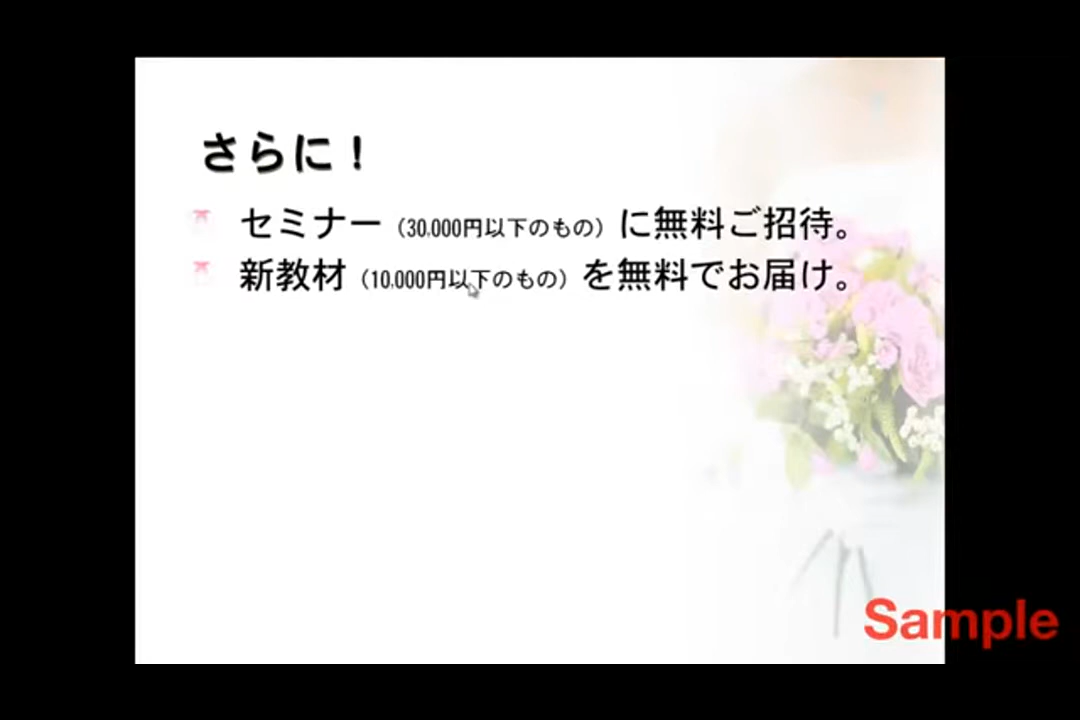 さらに！
セミナー（30,000円以下のもの）に無料ご招待。
新教材（10,000円以下のもの）を無料でお届け。
Sample